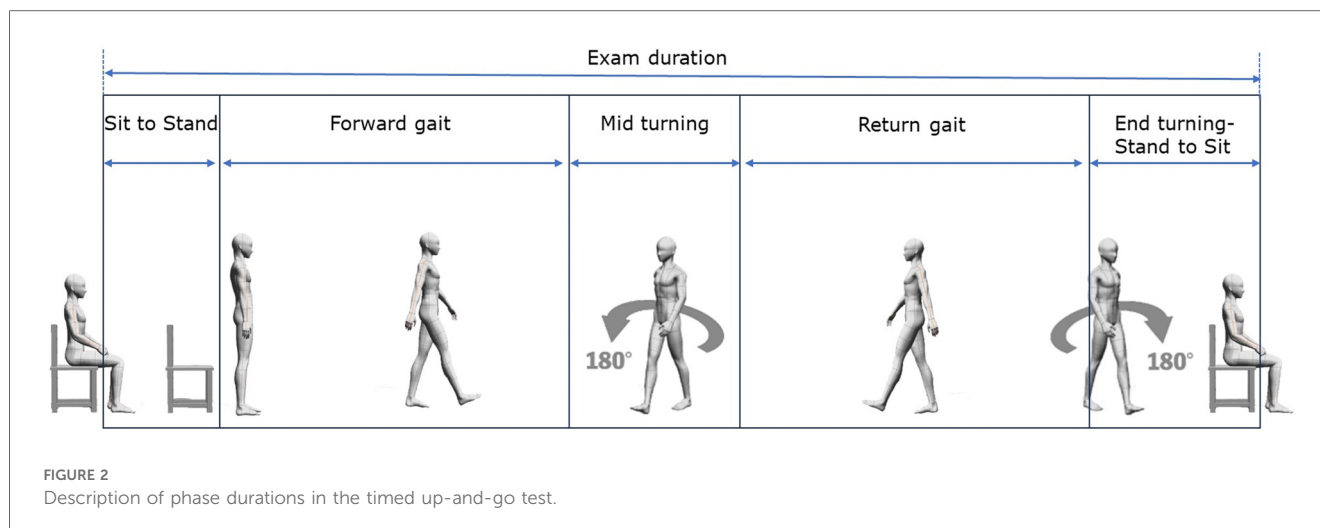 Exam duration
Sit to Stand
Forward gait
Mid turning
Return gait
End turning-
Stand to Sit
180°
180°
FIGURE 2
Description of phase durations in the timed up-and-go test.